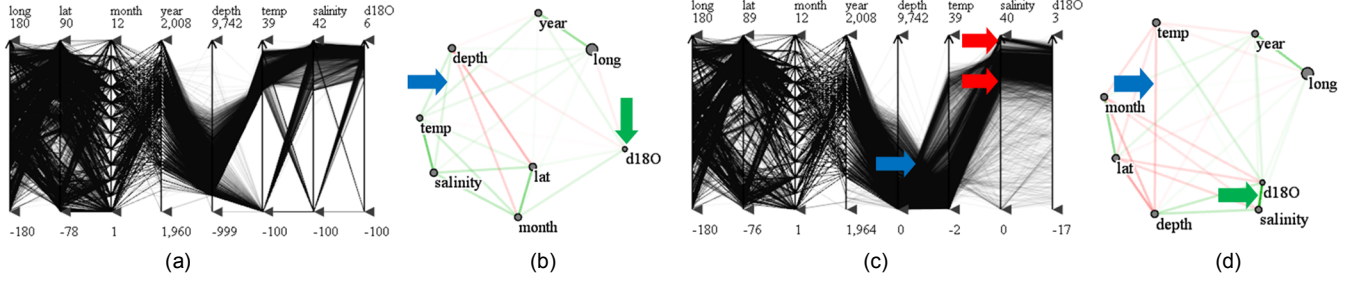 long lat month year depth temp salinity d18O
180 90 12 2,008 9,742 39 42 6
-180 -78 1 1,960 -999 -100 -100 -100
(a)
year
long
depth
temp
d18O
salinity
lat
month
(b)
long lat month year depth temp salinity d18O
180 89 12 2,008 9,742 39 40 3
-180 -76 1 1,964 0 -2 0 -17
(c)
temp
year
long
month
lat
d18O
salinity
depth
(d)